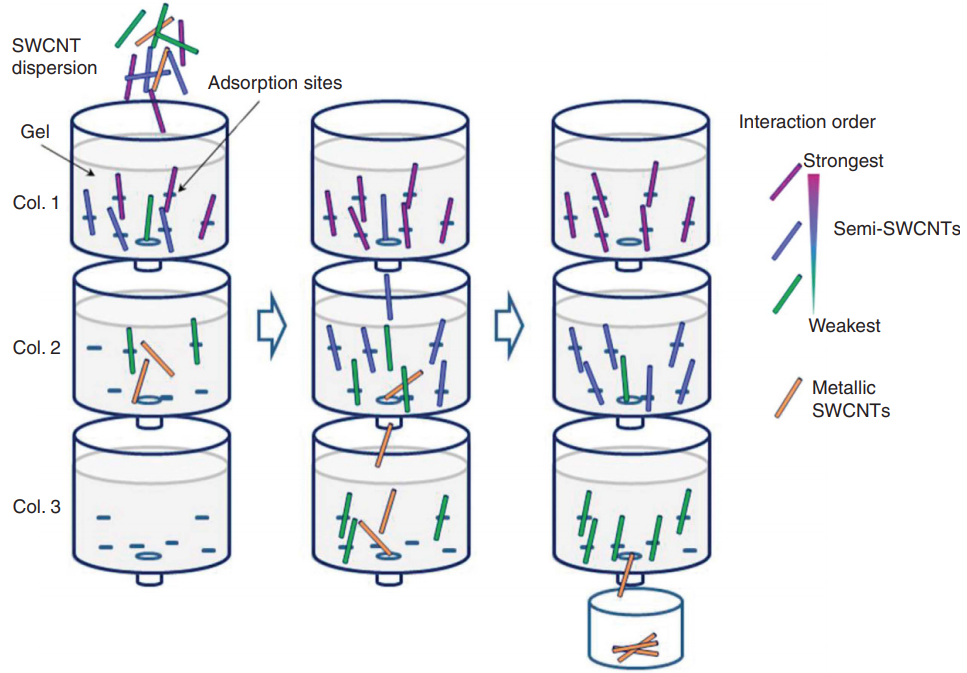 SWCNT
dispersion
Adsorption sites
Gel
Col. 1
Col. 2
Col. 3
Interaction order
Strongest
Semi-SWCNTs
Weakest
Metallic
SWCNTs